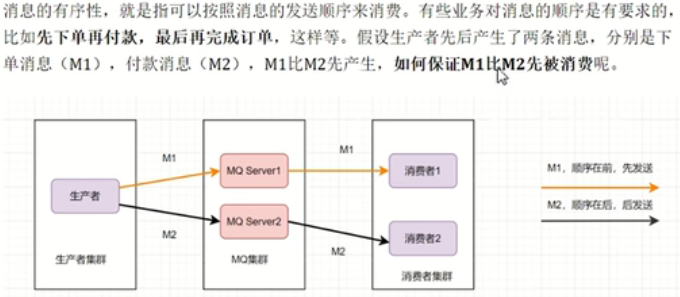 消息的有序性，就是指可以按照消息的发送顺序来消费。有些业务对消息的顺序是有要求的，
比如先下单再付款，最后再完成订单，这样等。假设生产者先后产生了两条消息，分别是下
单消息（M1），付款消息（M2），M1比M2先产生，如何保证M1比M2先被消费呢。
M1
M1
MQ Server1
消费者1
M1，顺序在前，先发送
生产者
MQ Server2
M2，顺序在后，后发送
M2
消费者2
M2
生产者集群
MQ集群
消费者集群